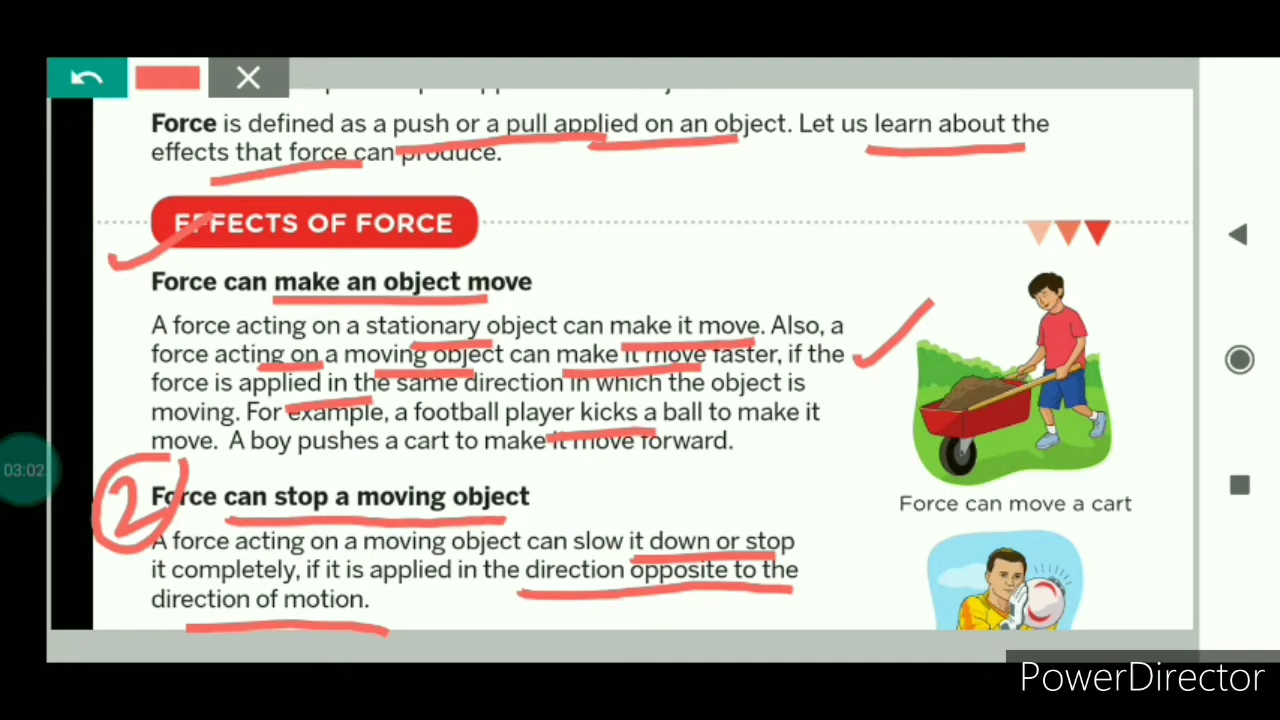 Force is defined as a push or a pull applied on an object. Let us learn about the
effects that force can produce.
EFFECTS OF FORCE
Force can make an object move
A force acting on a stationary object can make it move. Also, a
force acting on a moving object can make it move faster, if the
force is applied in the same direction in which the object is
moving. For example, a football player kicks a ball to make it
move. A boy pushes a cart to make it move forward.
Force can move a cart
03:02
2
Force can stop a moving object
A force acting on a moving object can slow it down or stop
it completely, if it is applied in the direction opposite to the
direction of motion.
PowerDirector